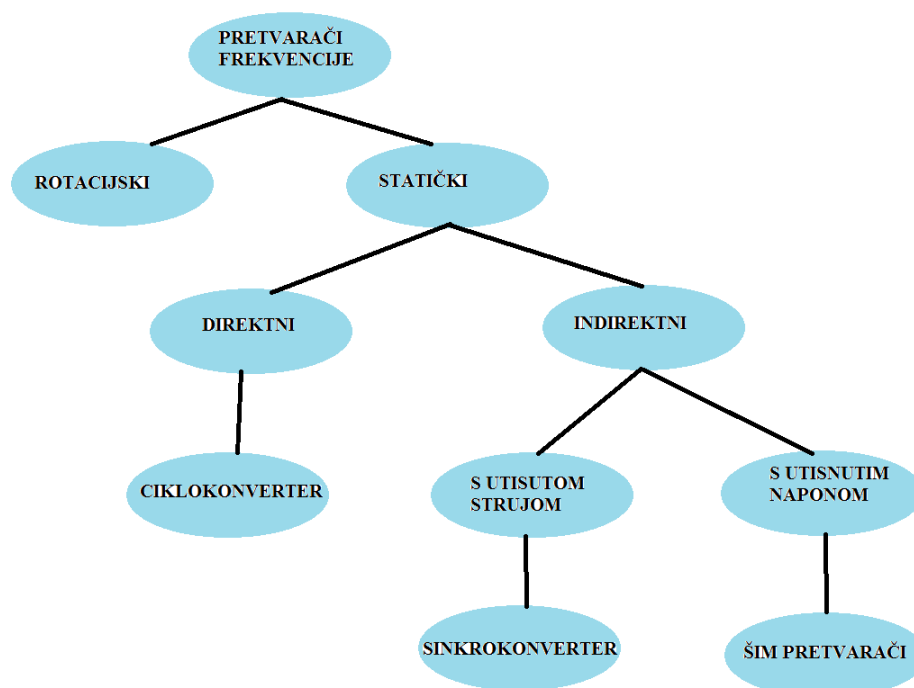 PRETVARAČI
FREKVENCIJE
ROTACIJSKI
STATIČKI
DIREKTNI
INDIREKTNI
CIKLOKONVERTER
S UTISUTOM
STRUJOM
S UTISNUTIM
NAPONOM
SINKROKONVERTER
ŠIM PRETVARAČI